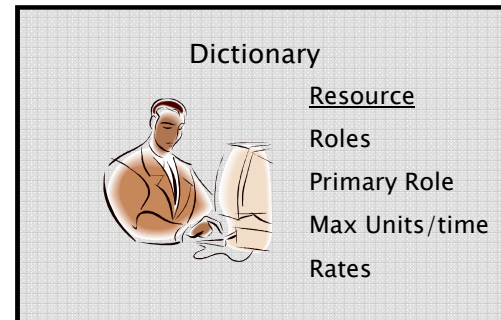 Dictionary
Resource
Roles
Primary Role
Max Units/time
Rates